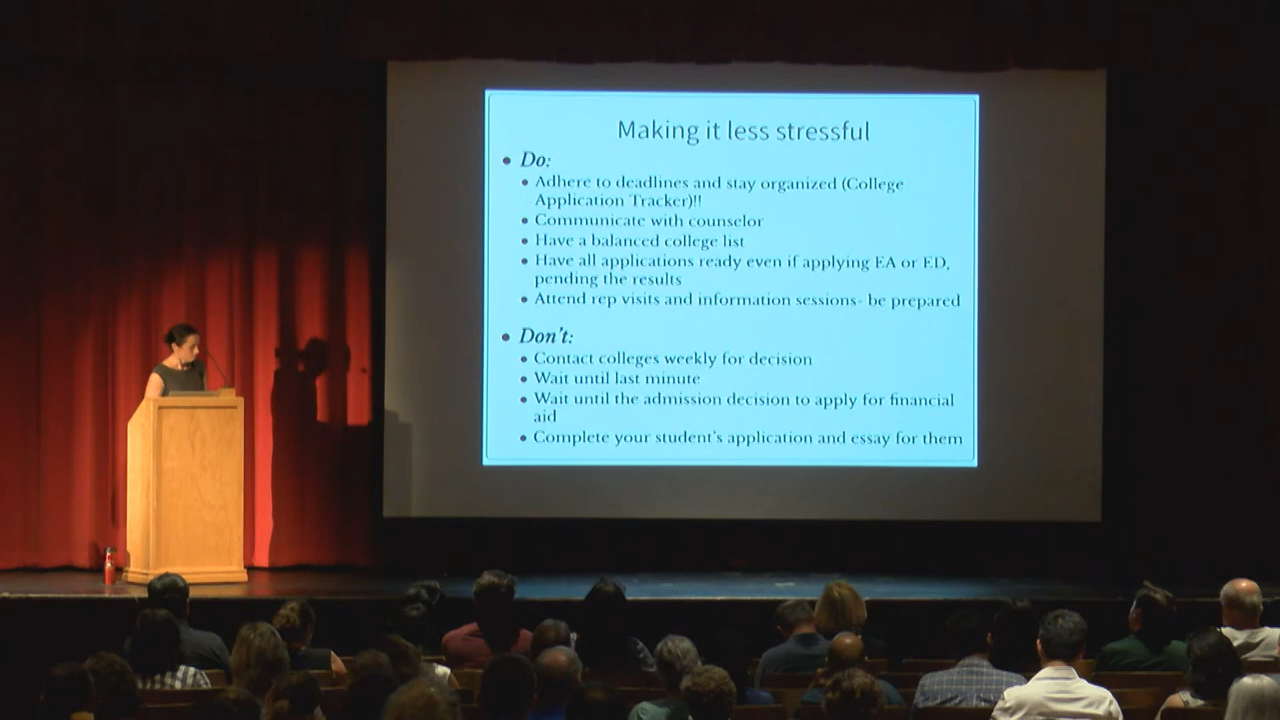 Making it less stressful
• Do:
• Adhere to deadlines and stay organized (College
Application Tracker)!!
• Communicate with counselor
• Have a balanced college list
• Have all applications ready even if applying EA or ED,
pending the results
• Attend rep visits and information sessions- be prepared
• Don't:
• Contact colleges weekly for decision
• Wait until last minute
• Wait until the admission decision to apply for financial
aid
• Complete your student's application and essay for them